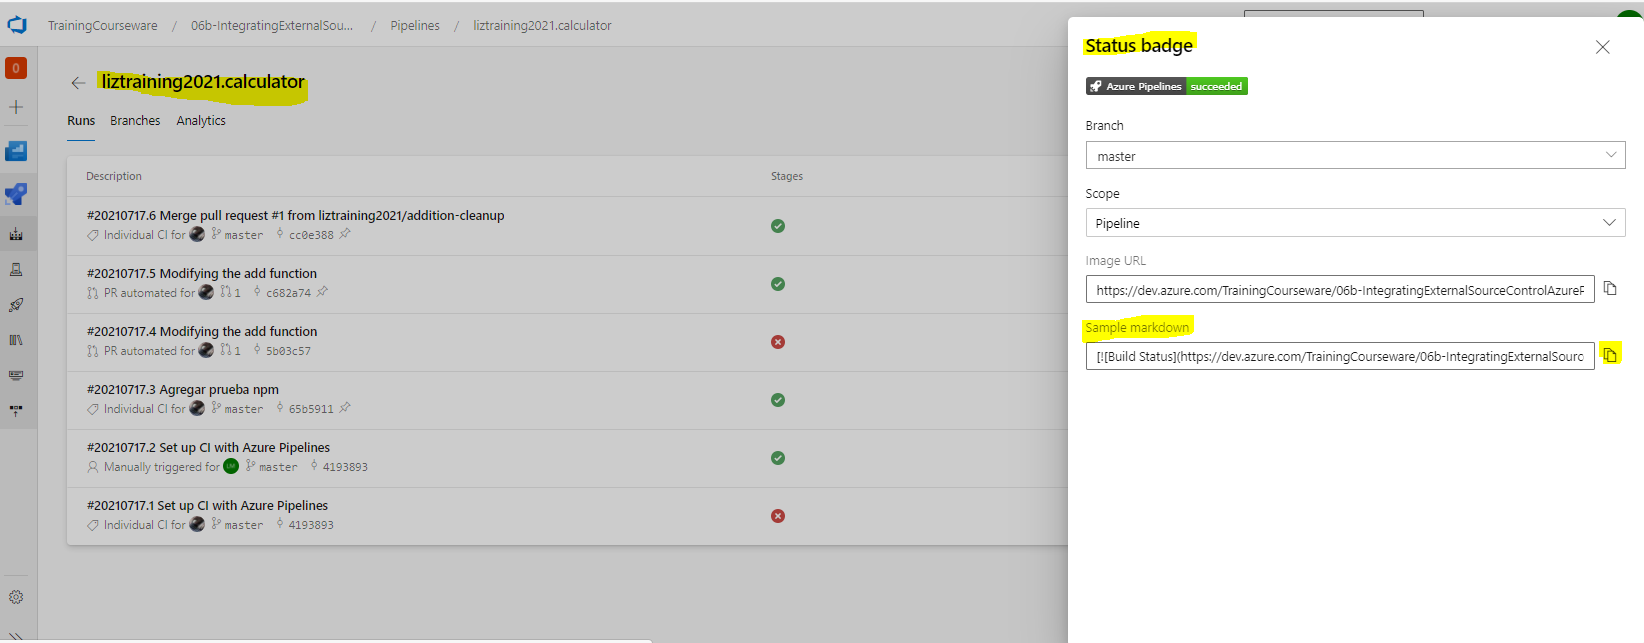 TrainingCourseware / 06b-IntegratingExternalSou... / Pipelines / liztraining2021.calculator
0
liztraining2021.calculator
Runs Branches Analytics
Description Stages
#20210717.6 Merge pull request #1 from liztraining2021/addition-cleanup
Individual CI for master cc0e388
#20210717.5 Modifying the add function
PR automated for 1 c682a74
#20210717.4 Modifying the add function
PR automated for 1 5b03c57
#20210717.3 Agregar prueba npm
Individual CI for master 65b5911
#20210717.2 Set up CI with Azure Pipelines
Manually triggered for LM master 4193893
#20210717.1 Set up CI with Azure Pipelines
Individual CI for master 4193893
Status badge
Azure Pipelines succeeded
Branch
master
Scope
Pipeline
Image URL
https://dev.azure.com/TrainingCourseware/06b-IntegratingExternalSourceControlAzureP
Sample markdown
[![Build Status](https://dev.azure.com/TrainingCourseware/06b-IntegratingExternalSourc